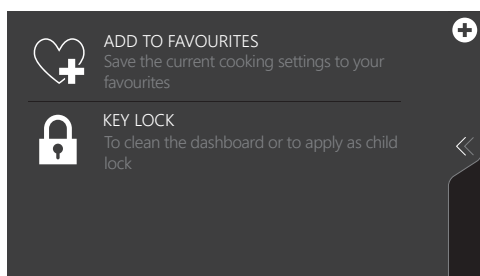 ADD TO FAVOURITES
Save the current cooking settings to your
favourites
KEY LOCK
To clean the dashboard or to apply as child
lock